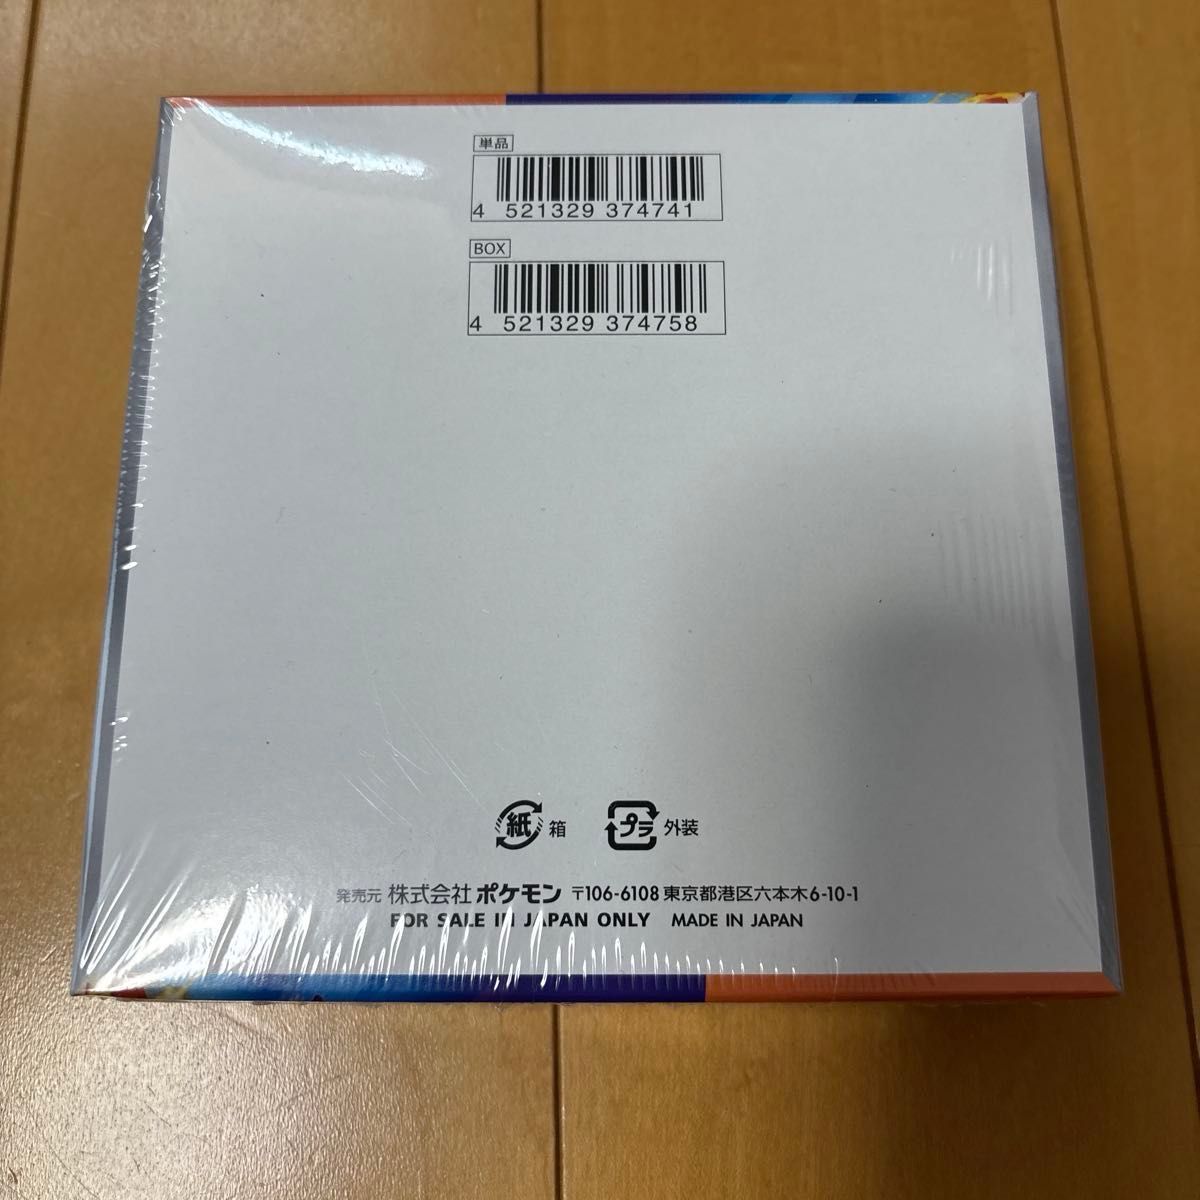 単品
4 521329 374741
BOX
4 521329 374758
紙 箱 プラ 外装
発売元 株式会社 ポケモン 〒106-6108 東京都港区六本木6-10-1
FOR SALE IN JAPAN ONLY MADE IN JAPAN